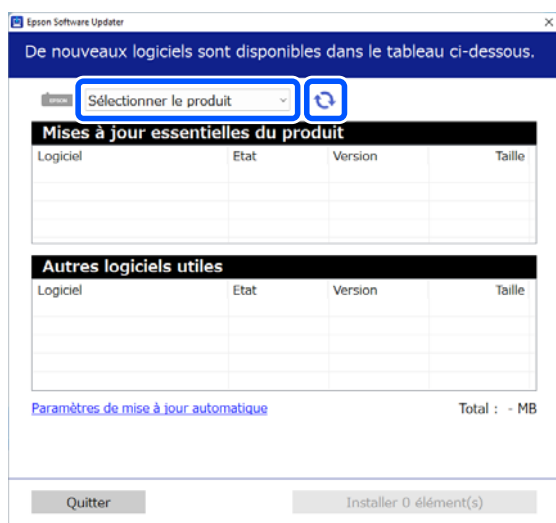 Epson Software Updater
De nouveaux logiciels sont disponibles dans le tableau ci-dessous.
EPSON Sélectionner le produit
Mises à jour essentielles du produit
Logiciel Etat Version Taille
Autres logiciels utiles
Logiciel Etat Version Taille
Paramètres de mise à jour automatique Total : - MB
Quitter Installer 0 élément(s)